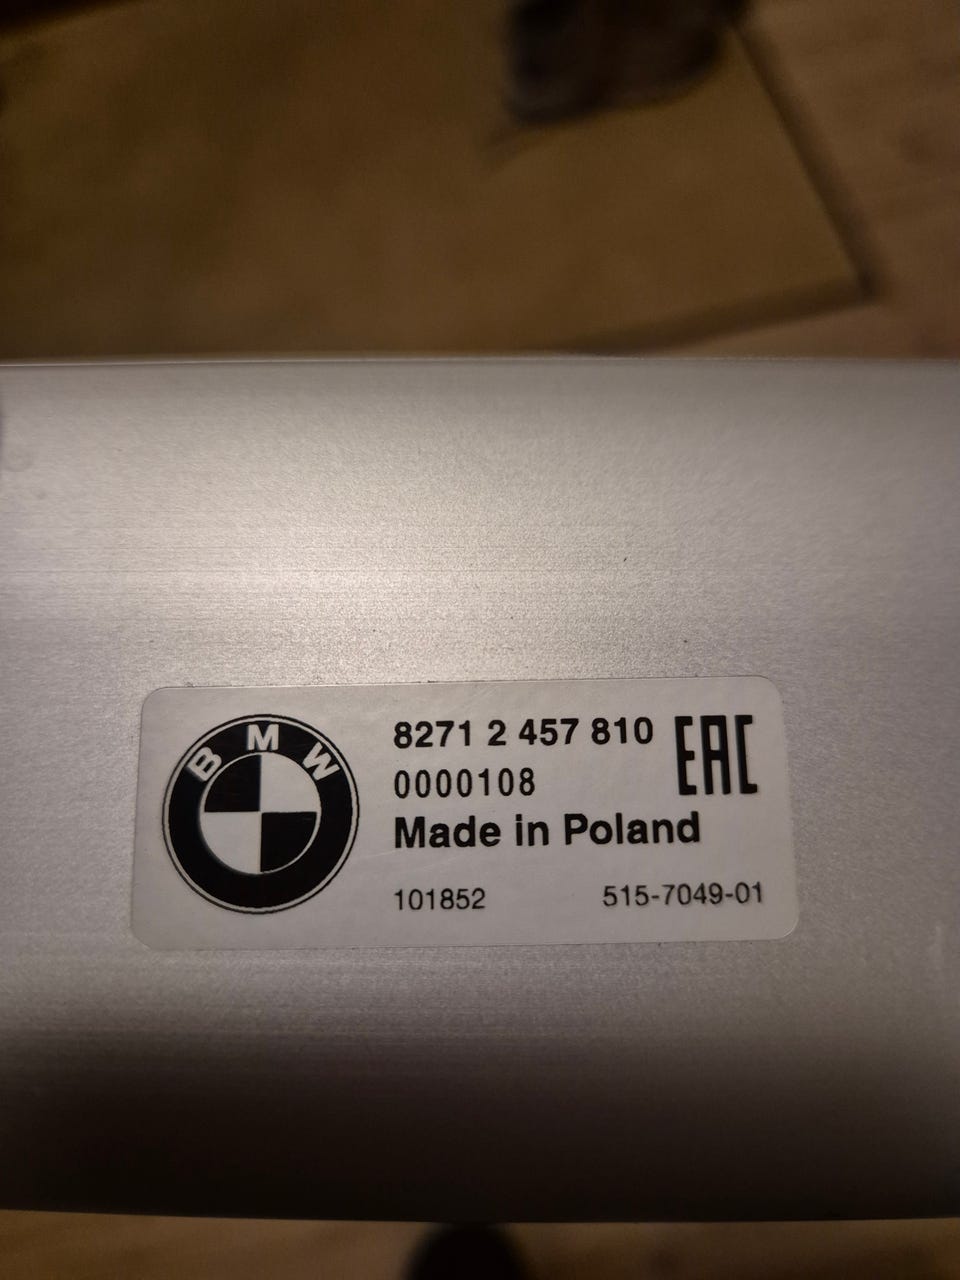 BMW
8271 2 457 810
EAC
0000108
Made in Poland
101852
515-7049-01